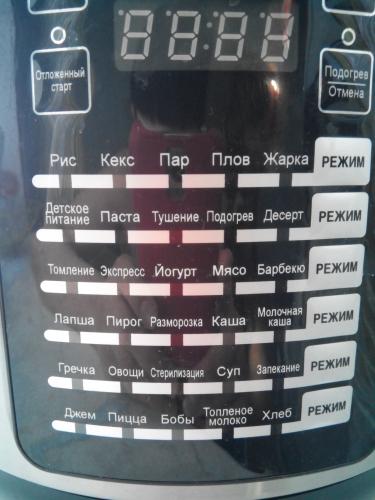 88:88
Отложенный
старт
Подогрев
Отмена
Рис Кекс Пар Плов Жарка РЕЖИМ
Детское
питание Паста Тушение Подогрев Десерт РЕЖИМ
Томление Экспресс Йогурт Мясо Барбекю РЕЖИМ
Лапша Пирог Разморозка Каша Молочная
каша РЕЖИМ
Гречка Овощи Стерилизация Суп Запекание РЕЖИМ
Джем Пицца Бобы Топленое
молоко Хлеб РЕЖИМ